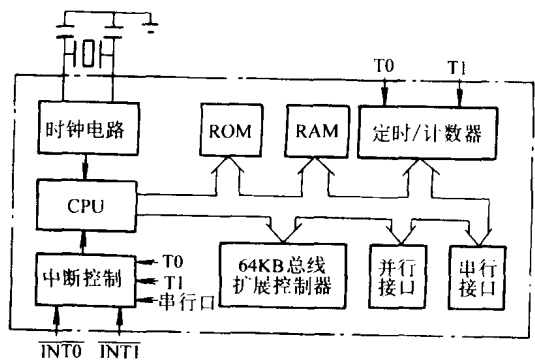 T0 T1
时钟电路
ROM
RAM
定时/计数器
CPU
中断控制
T0
T1
串行口
64KB总线
扩展控制器
并行
接口
串行
接口
INT0 INT1